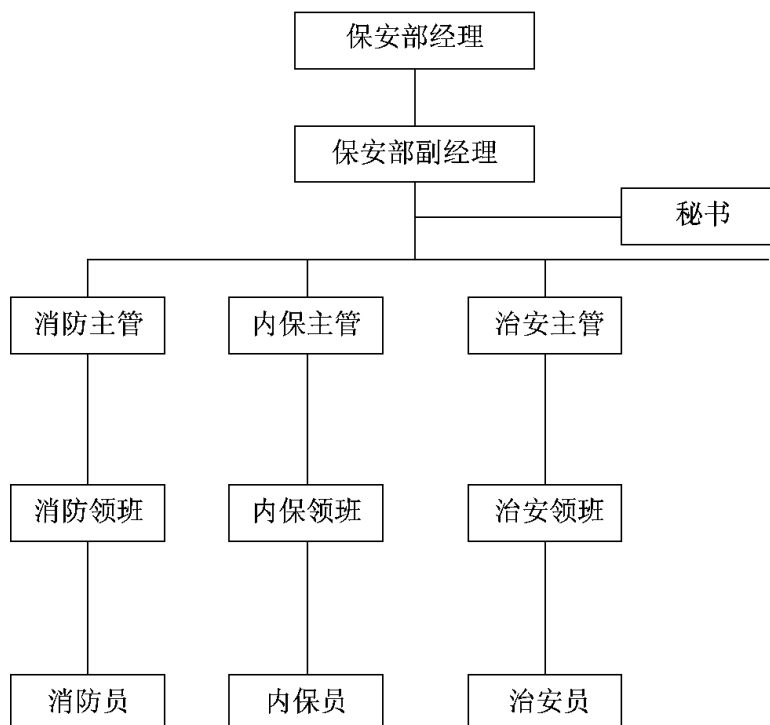 保安部经理
保安部副经理
秘书
消防主管
内保主管
治安主管
消防领班
内保领班
治安领班
消防员
内保员
治安员